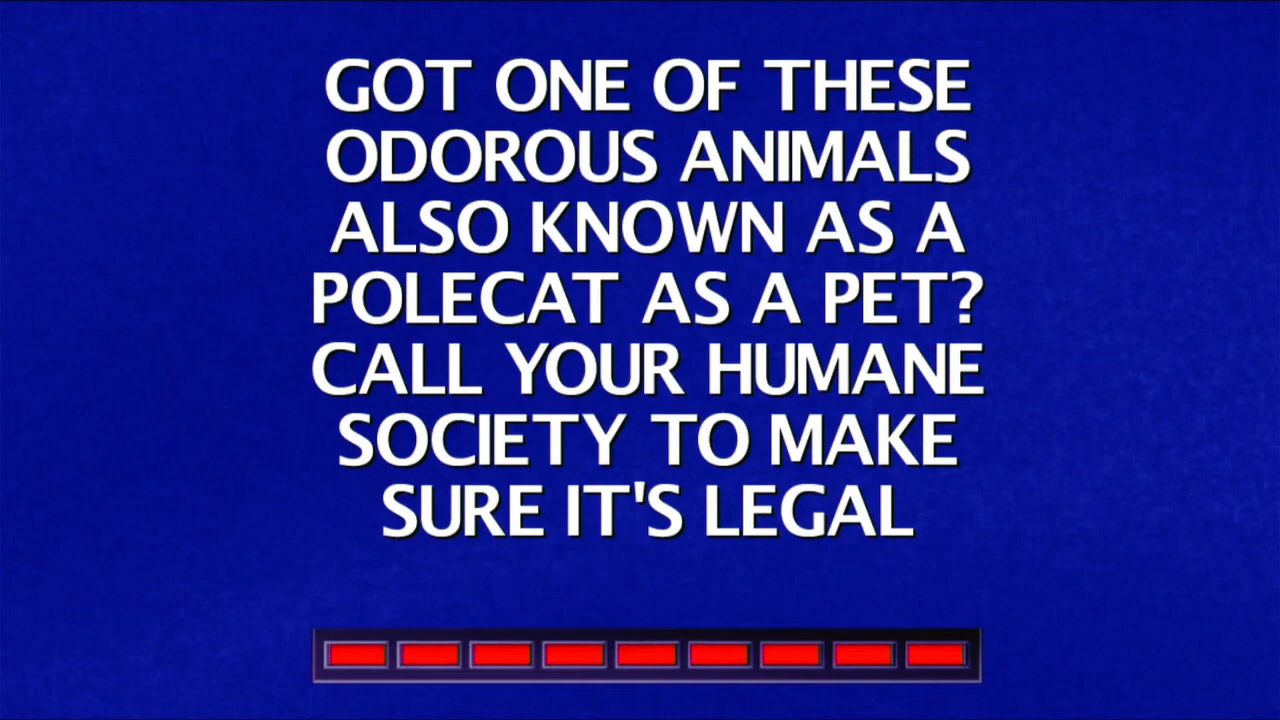 GOT ONE OF THESE
ODOROUS ANIMALS
ALSO KNOWN AS A
POLECAT AS A PET?
CALL YOUR HUMANE
SOCIETY TO MAKE
SURE IT'S LEGAL